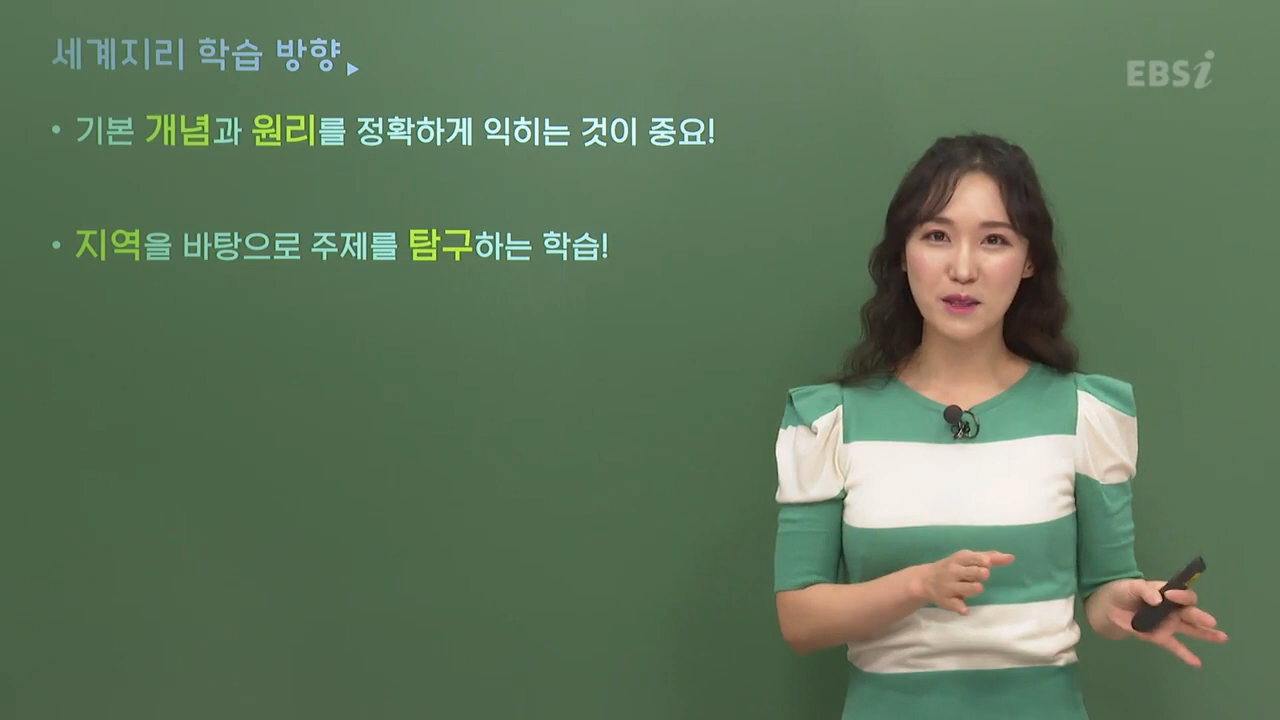 세계지리 학습 방향
EBSi
• 기본 개념과 원리를 정확하게 익히는 것이 중요!
• 지역을 바탕으로 주제를 탐구하는 학습!